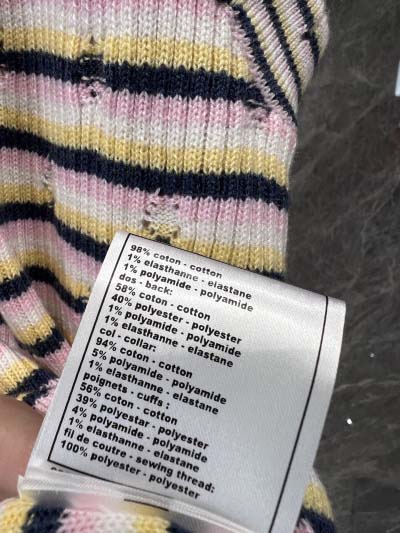 98% coton - cotton
1% elasthanne - elastane
1% polyamide - polyamide
dos - back:
58% coton - cotton
40% polyester - polyester
1% polyamide - polyamide
1% elasthanne - elastane
col - collar:
94% coton - cotton
5% polyamide - polyamide
1% elasthanne - elastane
poignets - cuffs :
56% coton - cotton
39% polyestar - polyester
4% polyamide - polyamide
1% elasthanne - elastane
fil de coutre - sewing thread:
100% polyester - polyester